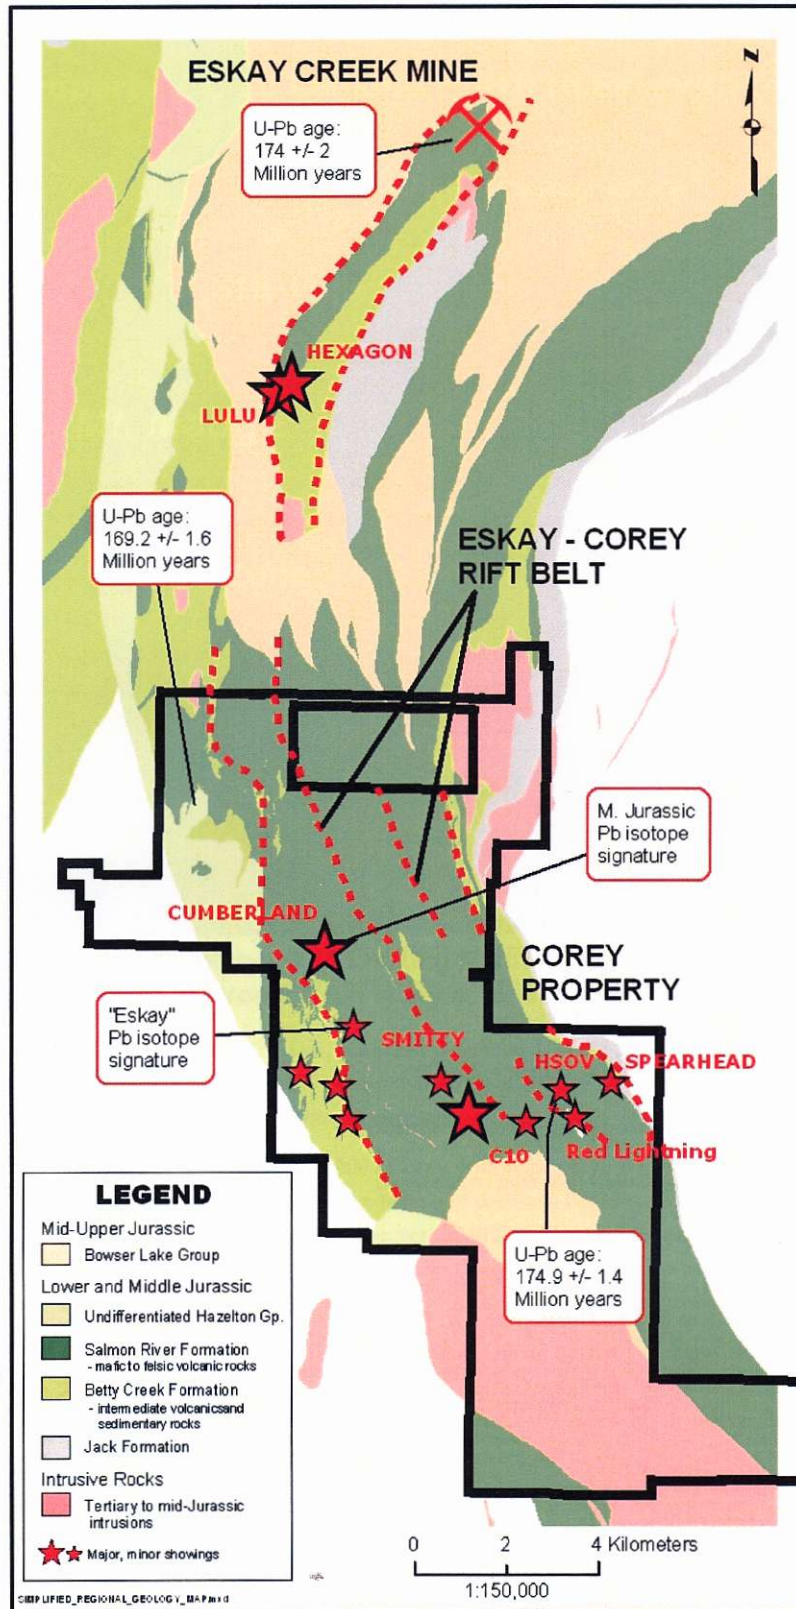 ESKAY CREEK MINE
N
U-Pb age:
174 +/- 2
Million years
HEXAGON
LULU
U-Pb age:
169.2 +/- 1.6
Million years
ESKAY - COREY
RIFT BELT
M. Jurassic
Pb isotope
signature
CUMBERLAND
COREY
PROPERTY
"Eskay"
Pb isotope
signature
SMITTY
HSOV
SPEARHEAD
C10
Red Lightning
U-Pb age:
174.9 +/- 1.4
Million years
LEGEND
Mid-Upper Jurassic
Bowser Lake Group
Lower and Middle Jurassic
Undifferentiated Hazelton Gp.
Salmon River Formation
- mafic to felsic volcanic rocks
Betty Creek Formation
- intermediate volcanicsand
sedimentary rocks
Jack Formation
Intrusive Rocks
Tertiary to mid-Jurassic
intrusions
Major, minor showings
0 2 4 Kilometers
1:150,000
SIMPLIFIED_REGIONAL_GEOLOGY_MAP.mxd